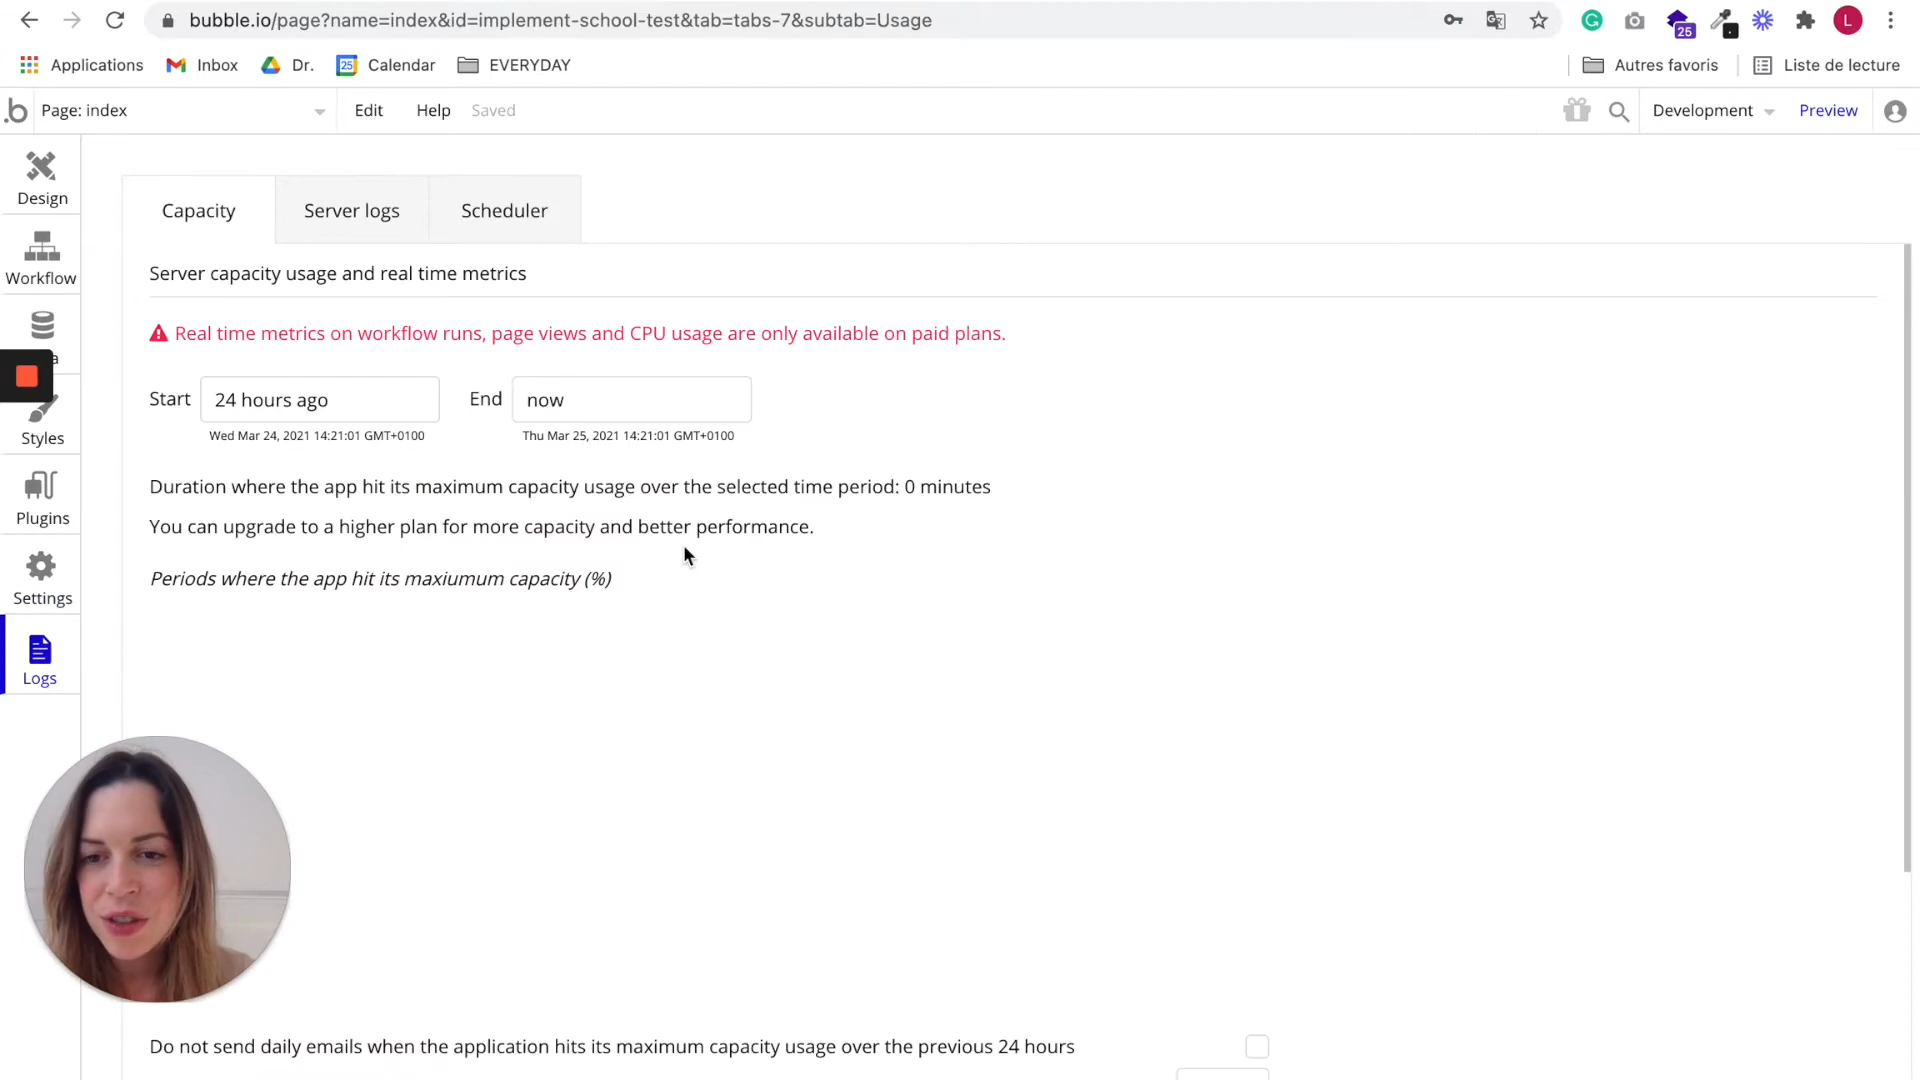 bubble.io/page?name=index&id=implement-school-test&tab=tabs-7&subtab=Usage
25
L
Applications
Inbox
Dr.
25
Calendar
EVERYDAY
Autres favoris
Liste de lecture
.b
Page: index
Edit
Help
Saved
Development
Preview
Design
Workflow
a
Styles
Plugins
Settings
Logs
Capacity
Server logs
Scheduler
Server capacity usage and real time metrics
Real time metrics on workflow runs, page views and CPU usage are only available on paid plans.
Start
24 hours ago
End
now
Wed Mar 24, 2021 14:21:01 GMT+0100
Thu Mar 25, 2021 14:21:01 GMT+0100
Duration where the app hit its maximum capacity usage over the selected time period: 0 minutes
You can upgrade to a higher plan for more capacity and better performance.
Periods where the app hit its maxiumum capacity (%)
Do not send daily emails when the application hits its maximum capacity usage over the previous 24 hours